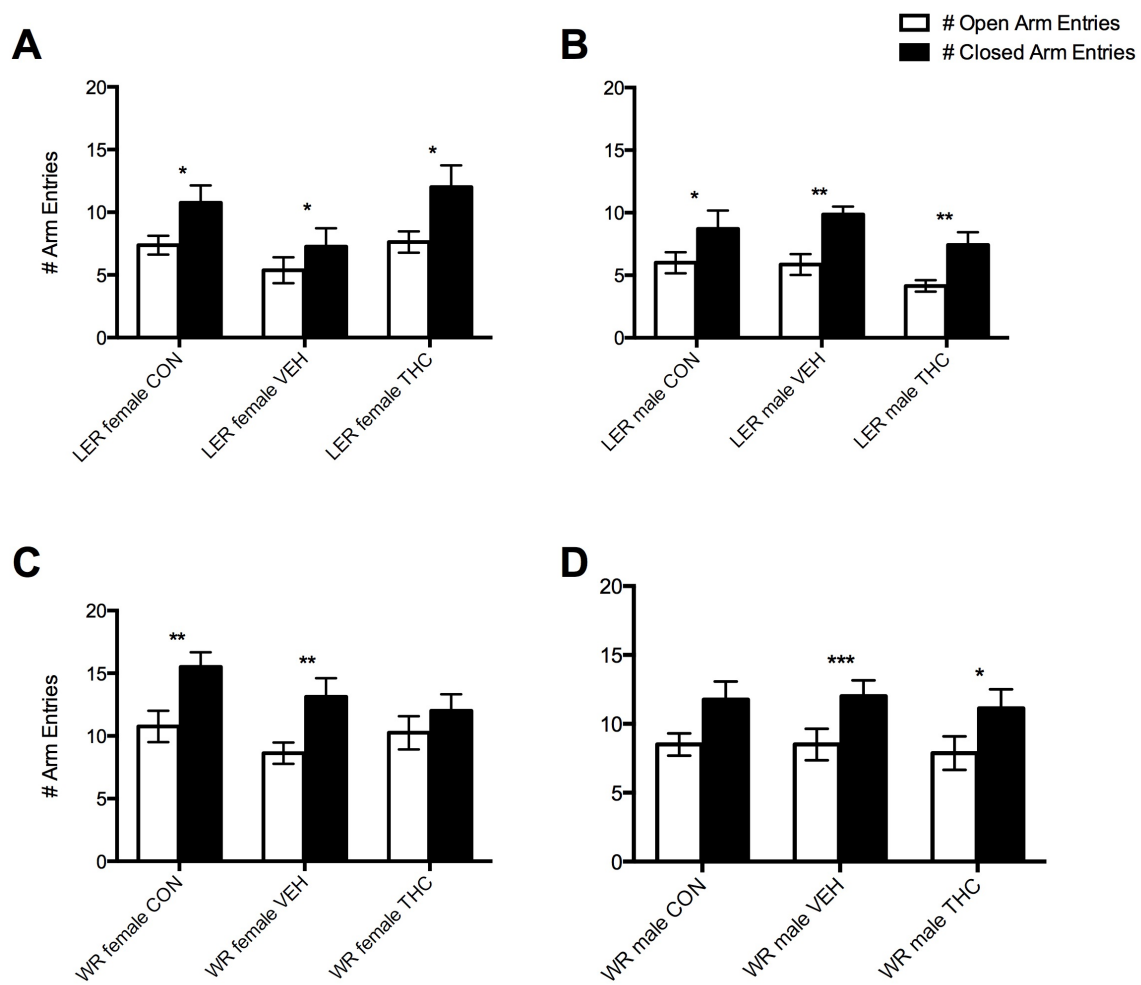 # Open Arm Entries
# Closed Arm Entries
A
20
15
10
5
0
# Arm Entries
*
*
*
LER female CON
LER female VEH
LER female THC
B
20
15
10
5
0
*
**
**
LER male CON
LER male VEH
LER male THC
C
20
15
10
5
0
# Arm Entries
**
**
WR female CON
WR female VEH
WR female THC
D
20
15
10
5
0
***
*
WR male CON
WR male VEH
WR male THC